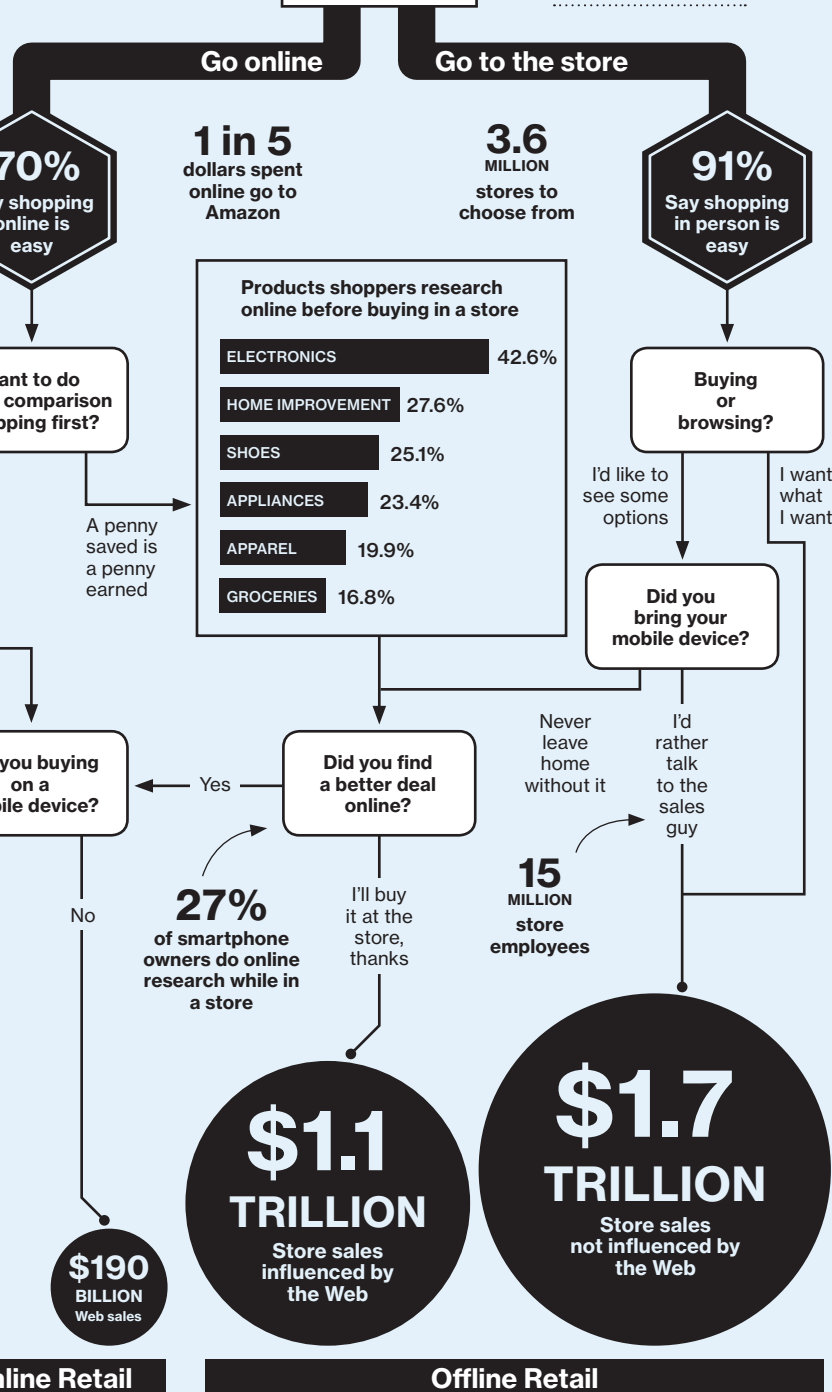 Go online
Go to the store
70%
shopping
online is
easy
1 in 5
dollars spent
online go to
Amazon
3.6
MILLION
stores to
choose from
91%
Say shopping
in person is
easy
Products shoppers research
online before buying in a store
ELECTRONICS 42.6%
HOME IMPROVEMENT 27.6%
SHOES 25.1%
APPLIANCES 23.4%
APPAREL 19.9%
GROCERIES 16.8%
to do
comparison
first?
A penny
saved is
a penny
earned
Buying
or
browsing?
I'd like to
see some
options
I want
what
I want
Did you
bring your
mobile device?
Never
leave
home
without it
I'd
rather
talk
to the
sales
guy
you buying
on a
device?
Yes
Did you find
a better deal
online?
No
27%
of smartphone
owners do online
research while in
a store
I'll buy
it at the
store,
thanks
15
MILLION
store
employees
$190
BILLION
Web sales
$1.1
TRILLION
Store sales
influenced by
the Web
$1.7
TRILLION
Store sales
not influenced by
the Web
Retail
Offline Retail